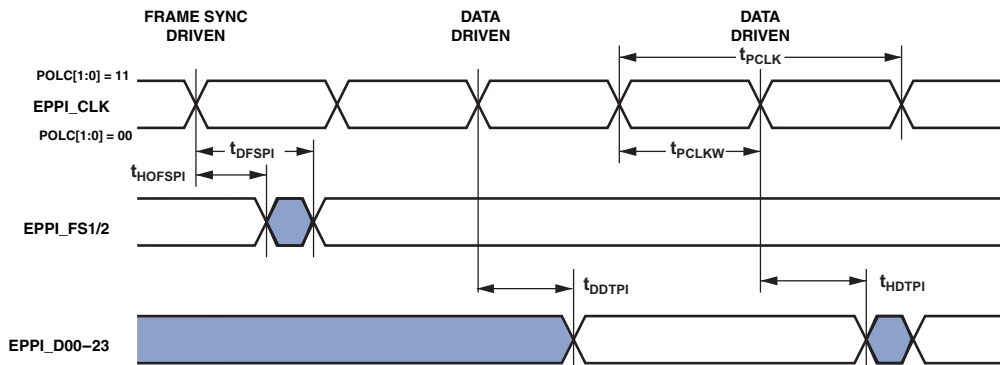 FRAME SYNC
DRIVEN
DATA
DRIVEN
DATA
DRIVEN
tPCLK
POLC[1:0] = 11
EPPI_CLK
POLC[1:0] = 00
tDFSPI
tPCLKW
tHOFSPI
EPPI_FS1/2
tDDTPI
tHDTPI
EPPI_D00–23